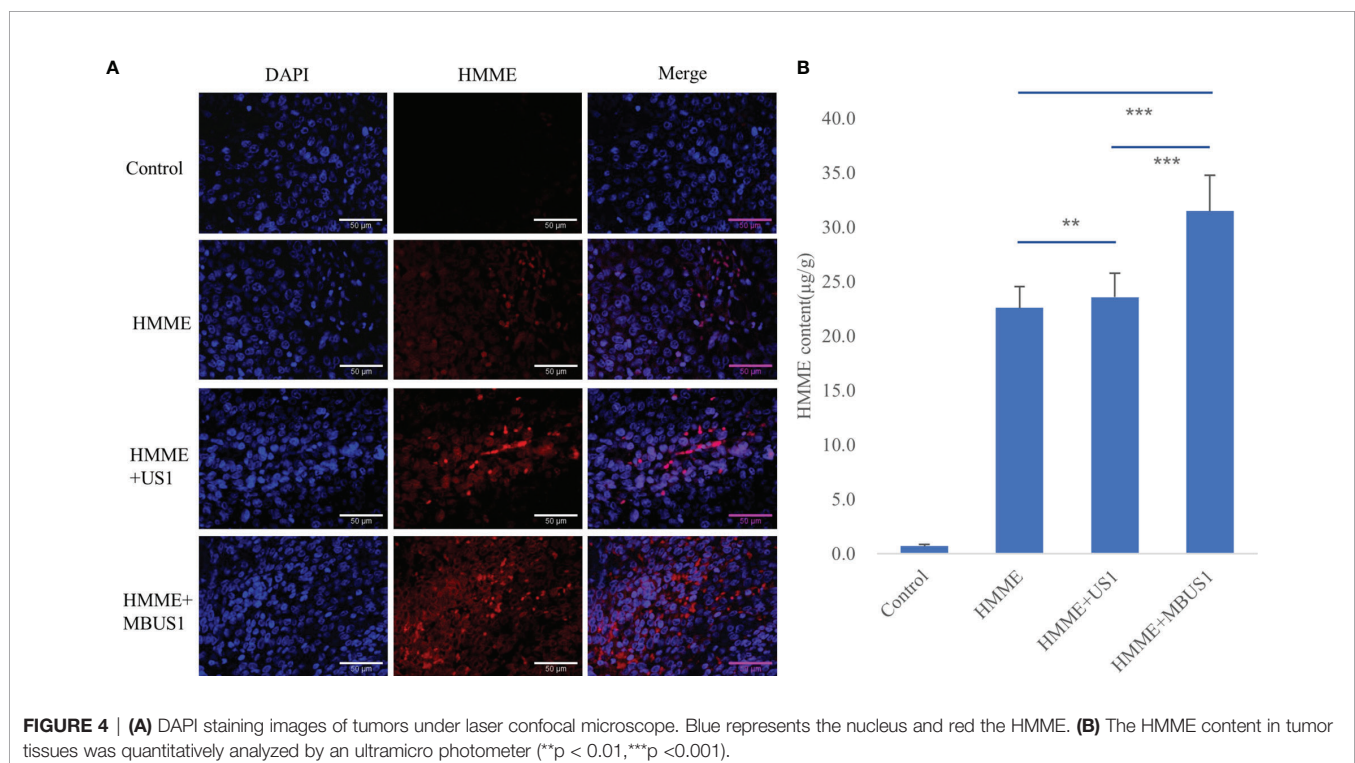 A
DAPI HMME Merge
Control
50 µm 50 µm 50 µm
HMME
50 µm 50 µm 50 µm
HMME
+US1
50 µm 50 µm 50 µm
HMME+
MBUS1
50 µm 50 µm 50 µm
B
HMME content(µg/g)
40.0
35.0
30.0
25.0
20.0
15.0
10.0
5.0
0.0
***
***
**
Control HMME HMME+US1 HMME+MBUS1
FIGURE 4 | (A) DAPI staining images of tumors under laser confocal microscope. Blue represents the nucleus and red the HMME. (B) The HMME content in tumor
tissues was quantitatively analyzed by an ultramicro photometer (**p < 0.01,***p <0.001).